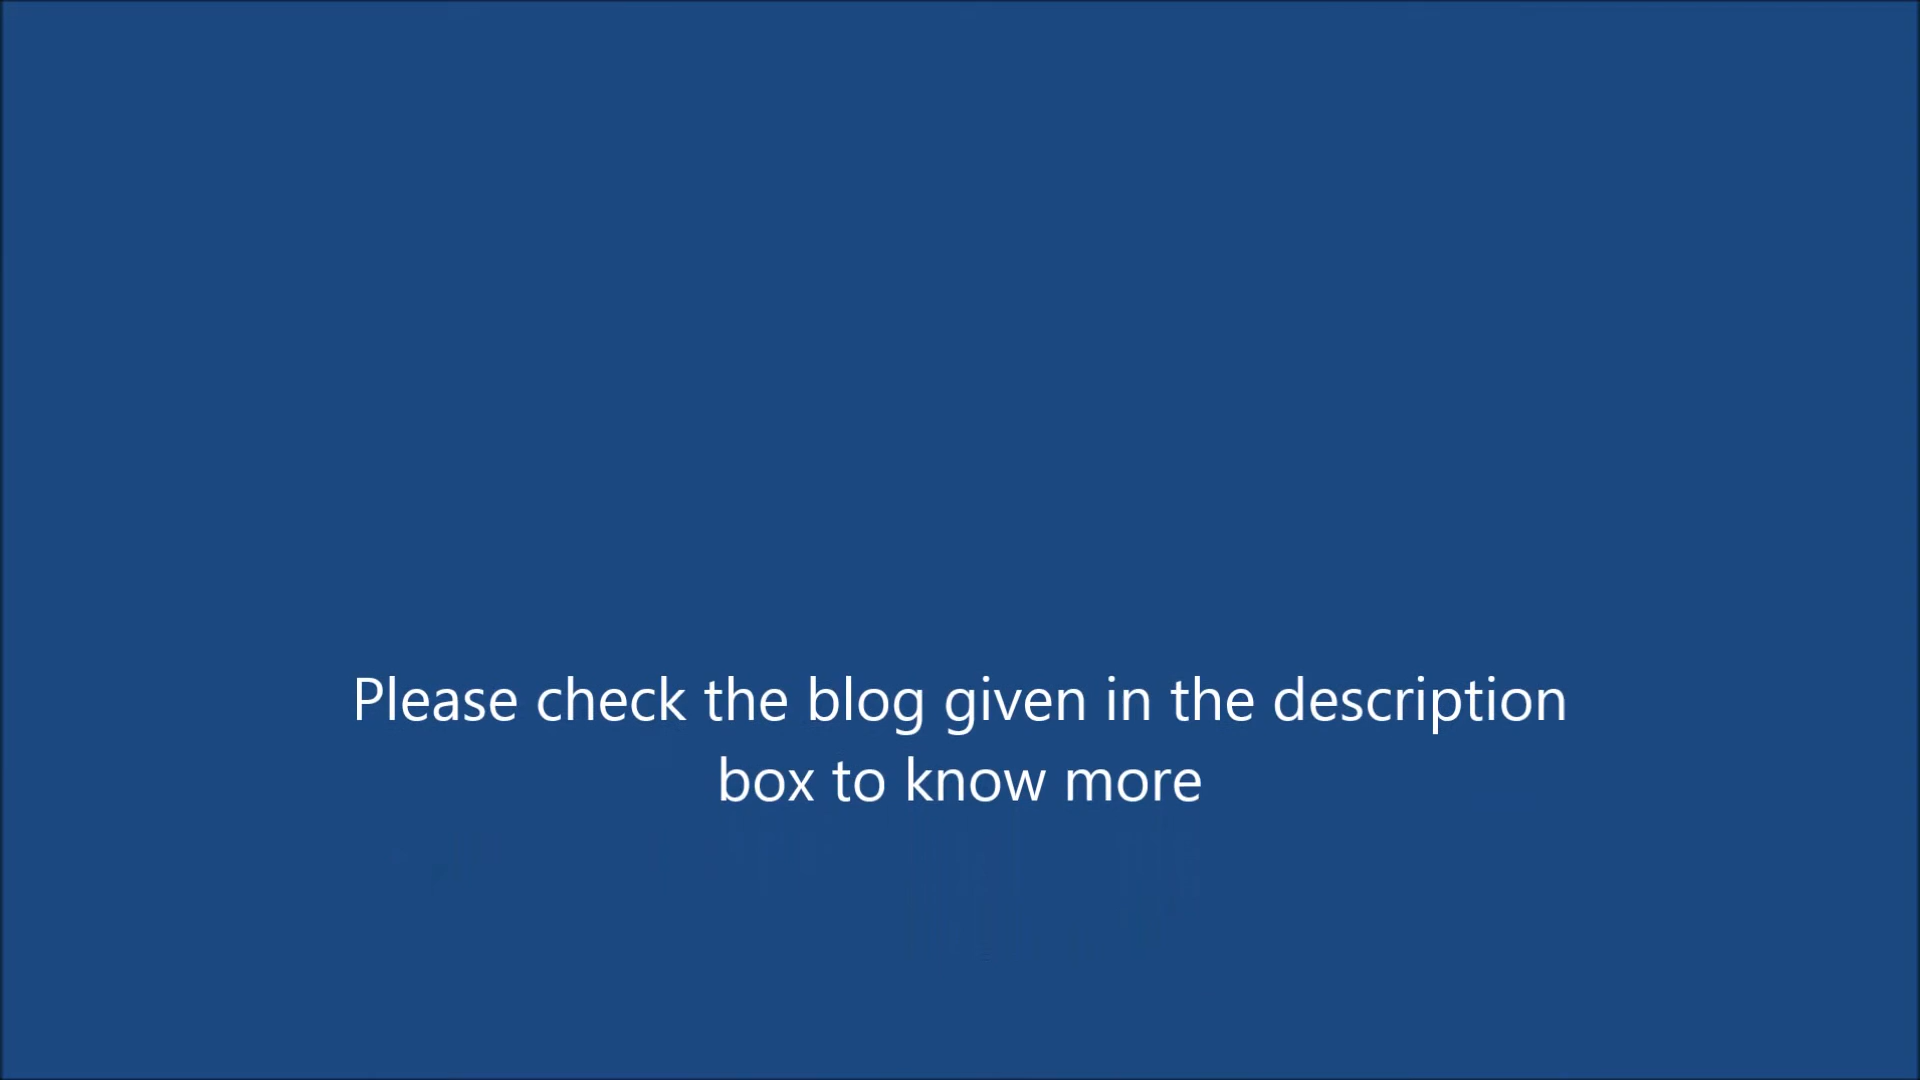 Please check the blog given in the description
box to know more